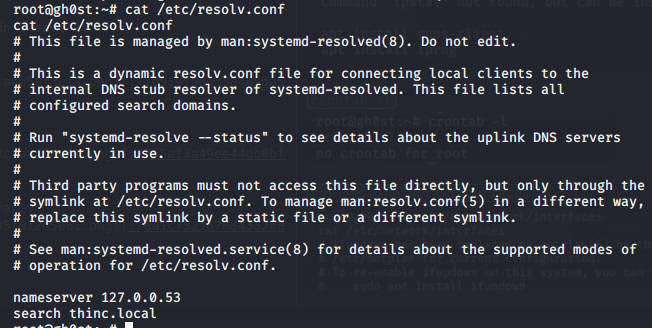 root@gh0st:~# cat /etc/resolv.conf
cat /etc/resolv.conf
# This file is managed by man:systemd-resolved(8). Do not edit.
#
# This is a dynamic resolv.conf file for connecting local clients to the
# internal DNS stub resolver of systemd-resolved. This file lists all
# configured search domains.
#
# Run "systemd-resolve --status" to see details about the uplink DNS servers
# currently in use.
#
# Third party programs must not access this file directly, but only through the
# symlink at /etc/resolv.conf. To manage man:resolv.conf(5) in a different way,
# replace this symlink by a static file or a different symlink.
#
# See man:systemd-resolved.service(8) for details about the supported modes of
# operation for /etc/resolv.conf.
nameserver 127.0.0.53
search thinc.local
root@gh0st:~#